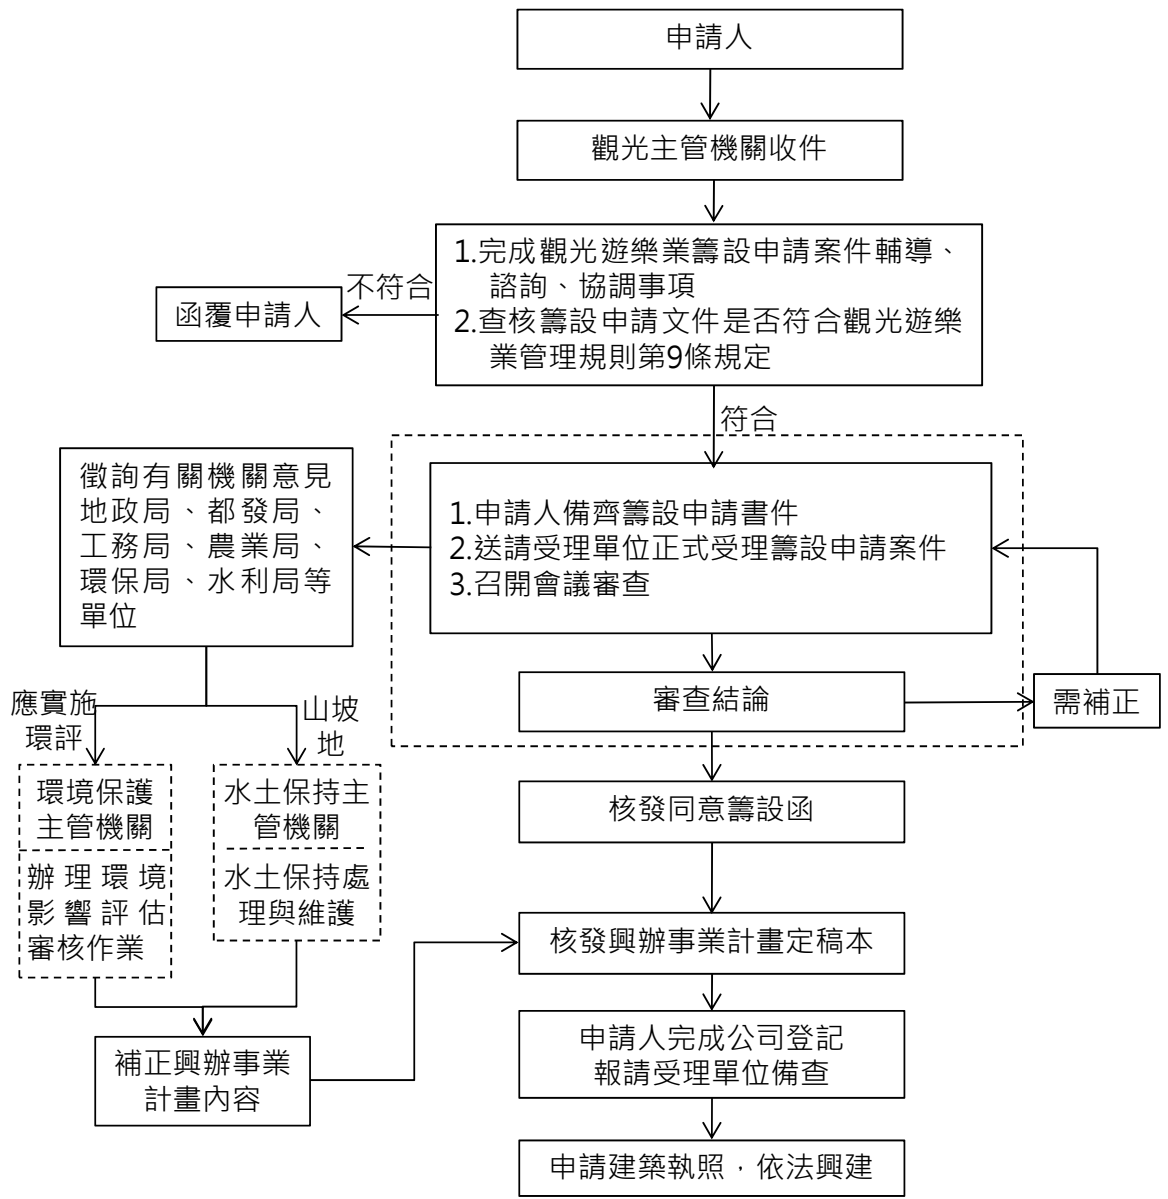 申請人
觀光主管機關收件
1.完成觀光遊樂業籌設申請案件輔導、
諮詢、協調事項
2.查核籌設申請文件是否符合觀光遊樂
業管理規則第9條規定
不符合
函覆申請人
符合
徵詢有關機關意見
地政局、都發局、
工務局、農業局、
環保局、水利局等
單位
1.申請人備齊籌設申請書件
2.送請受理單位正式受理籌設申請案件
3.召開會議審查
審查結論
需補正
應實施
環評
山坡
地
環境保護
主管機關
辦理環境
影響評估
審核作業
水土保持主
管機關
水土保持處
理與維護
核發同意籌設函
核發興辦事業計畫定稿本
補正興辦事業
計畫內容
申請人完成公司登記
報請受理單位備查
申請建築執照，依法興建